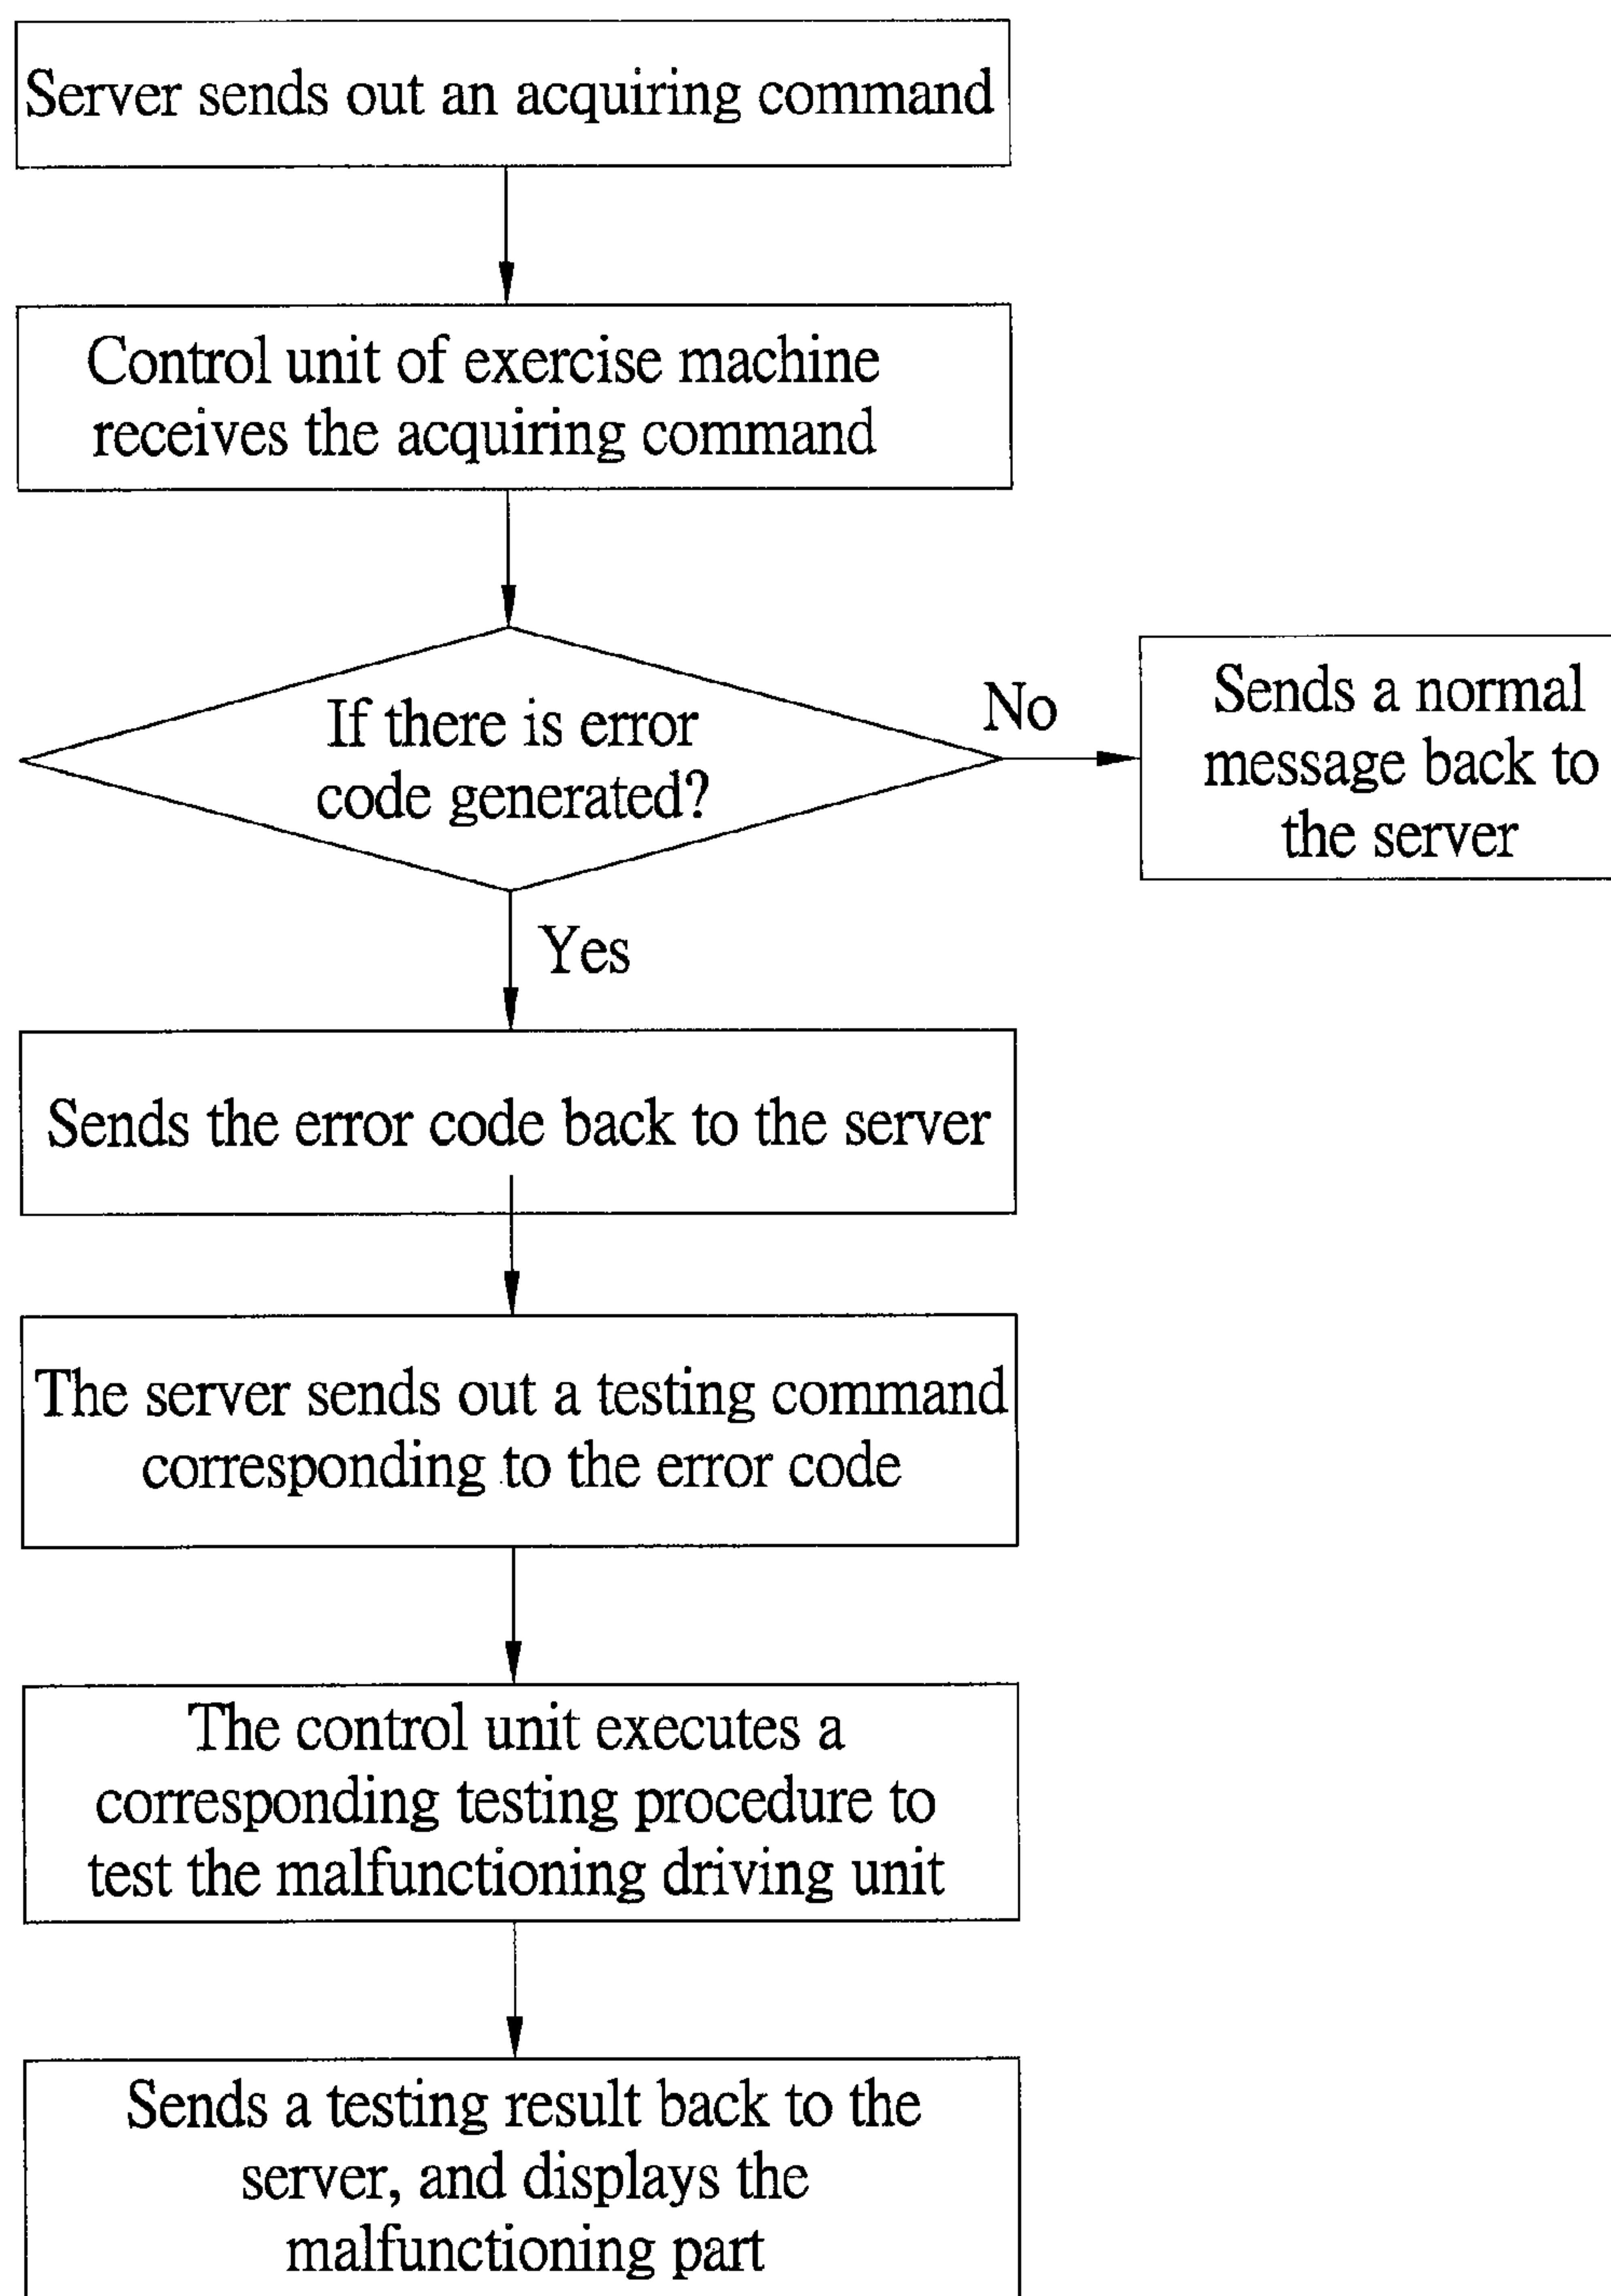 Server sends out an acquiring command
Control unit of exercise machine
receives the acquiring command
If there is error
code generated?
No
Sends a normal
message back to
the server
Yes
Sends the error code back to the server
The server sends out a testing command
corresponding to the error code
The control unit executes a
corresponding testing procedure to
test the malfunctioning driving unit
Sends a testing result back to the
server, and displays the
malfunctioning part